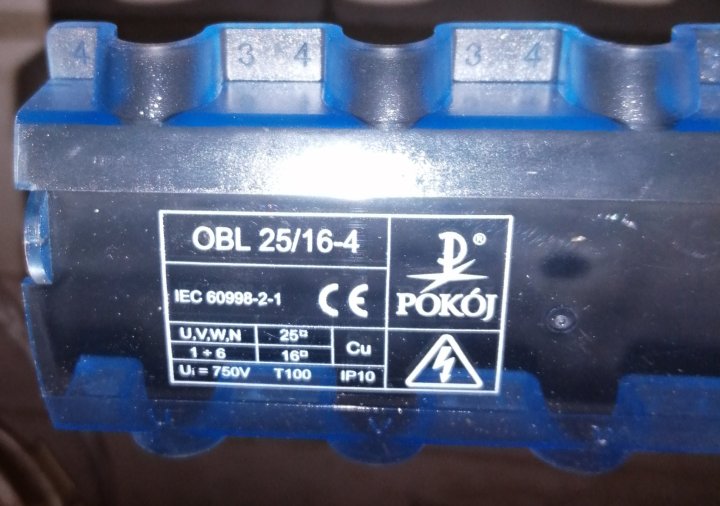 4 3 4 3 4
OBL 25/16-4
®
POKÓJ
IEC 60998-2-1 CE
U,V,W,N 25□ Cu
1 ÷ 6 16□
Ui = 750V T100 IP10